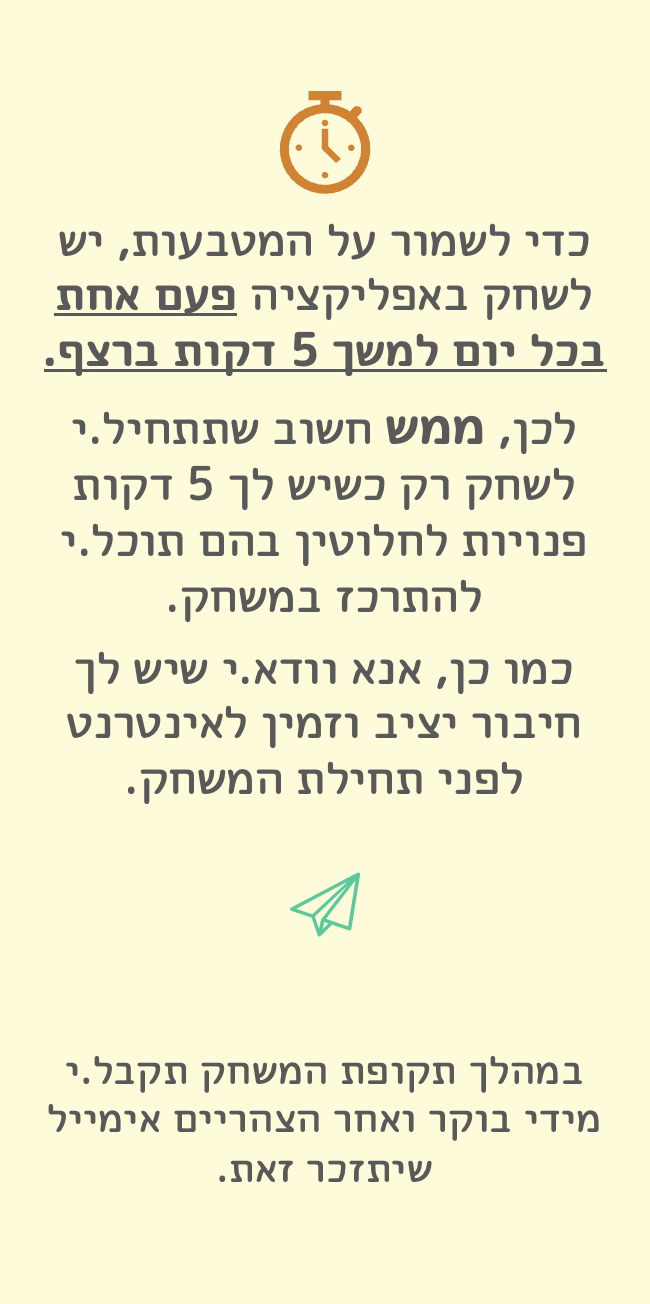 כדי לשמור על המטבעות, יש
לשחק באפליקציה פעם אחת
בכל יום למשך 5 דקות ברצף.
לכן, ממש חשוב שתתחיל.י
לשחק רק כשיש לך 5 דקות
פנויות לחלוטין בהם תוכל.י
להתרכז במשחק.
כמו כן, אנא וודא.י שיש לך
חיבור יציב וזמין לאינטרנט
לפני תחילת המשחק.
במהלך תקופת המשחק תקבל.י
מידי בוקר ואחר הצהריים אימייל
שיתזכר זאת.